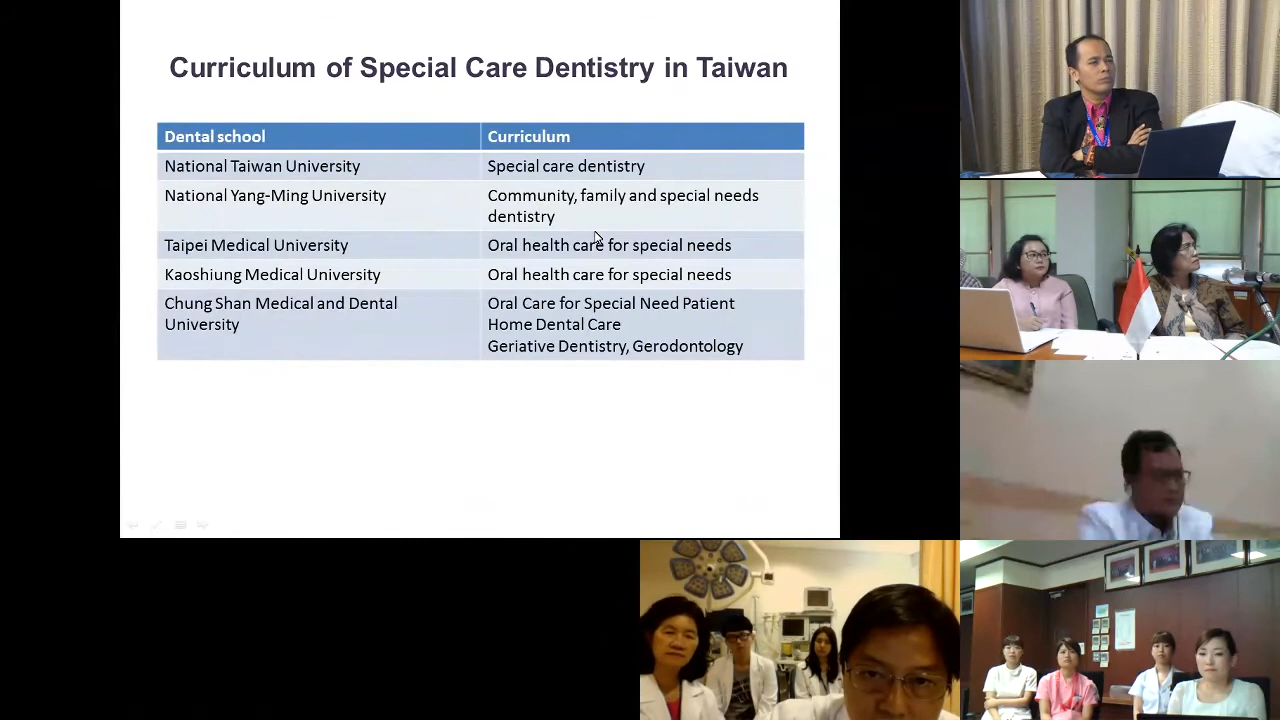 Curriculum of Special Care Dentistry in Taiwan
Dental school
Curriculum
National Taiwan University
Special care dentistry
National Yang-Ming University
Community, family and special needs
dentistry
Taipei Medical University
Oral health care for special needs
Kaoshiung Medical University
Oral health care for special needs
Chung Shan Medical and Dental
University
Oral Care for Special Need Patient
Home Dental Care
Geriative Dentistry, Gerodontology